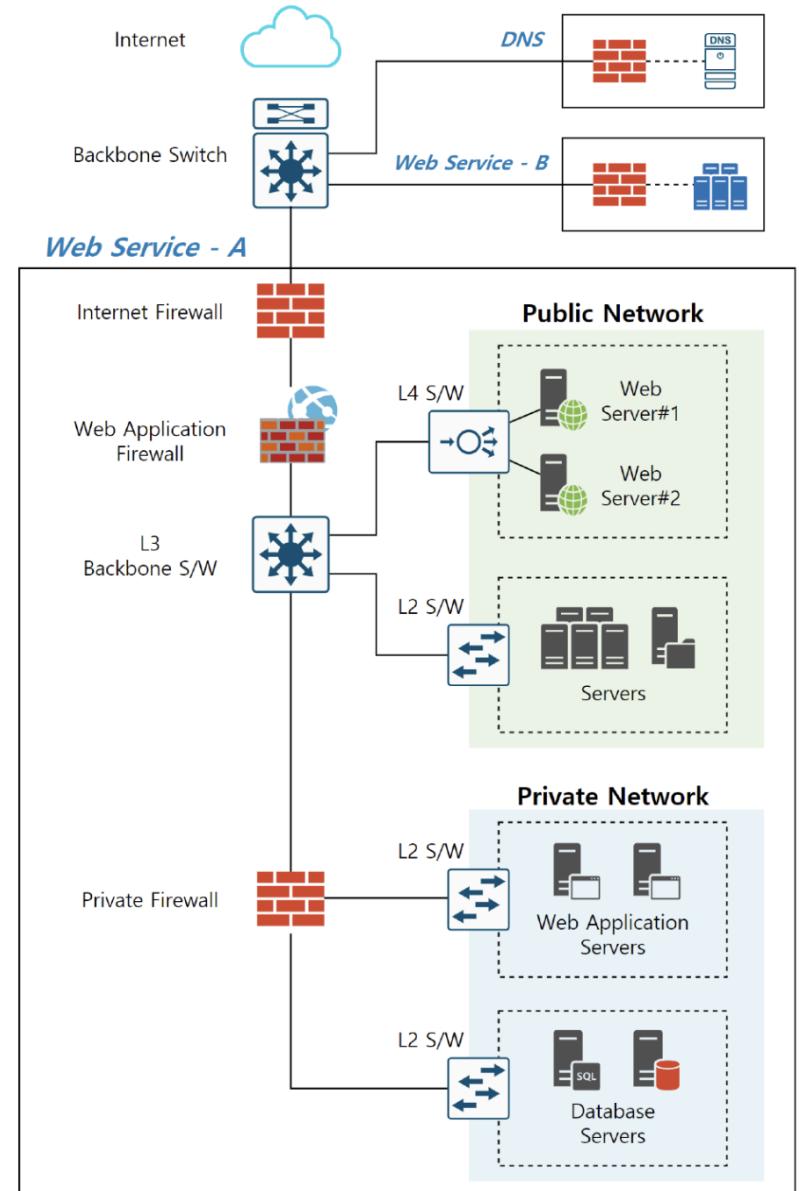 Internet
DNS
DNS
Backbone Switch
Web Service - B
Web Service - A
Internet Firewall
Public Network
L4 S/W
Web
Server#1
Web Application
Firewall
Web
Server#2
L3
Backbone S/W
L2 S/W
Servers
Private Network
L2 S/W
Private Firewall
Web Application
Servers
L2 S/W
SQL
Database
Servers